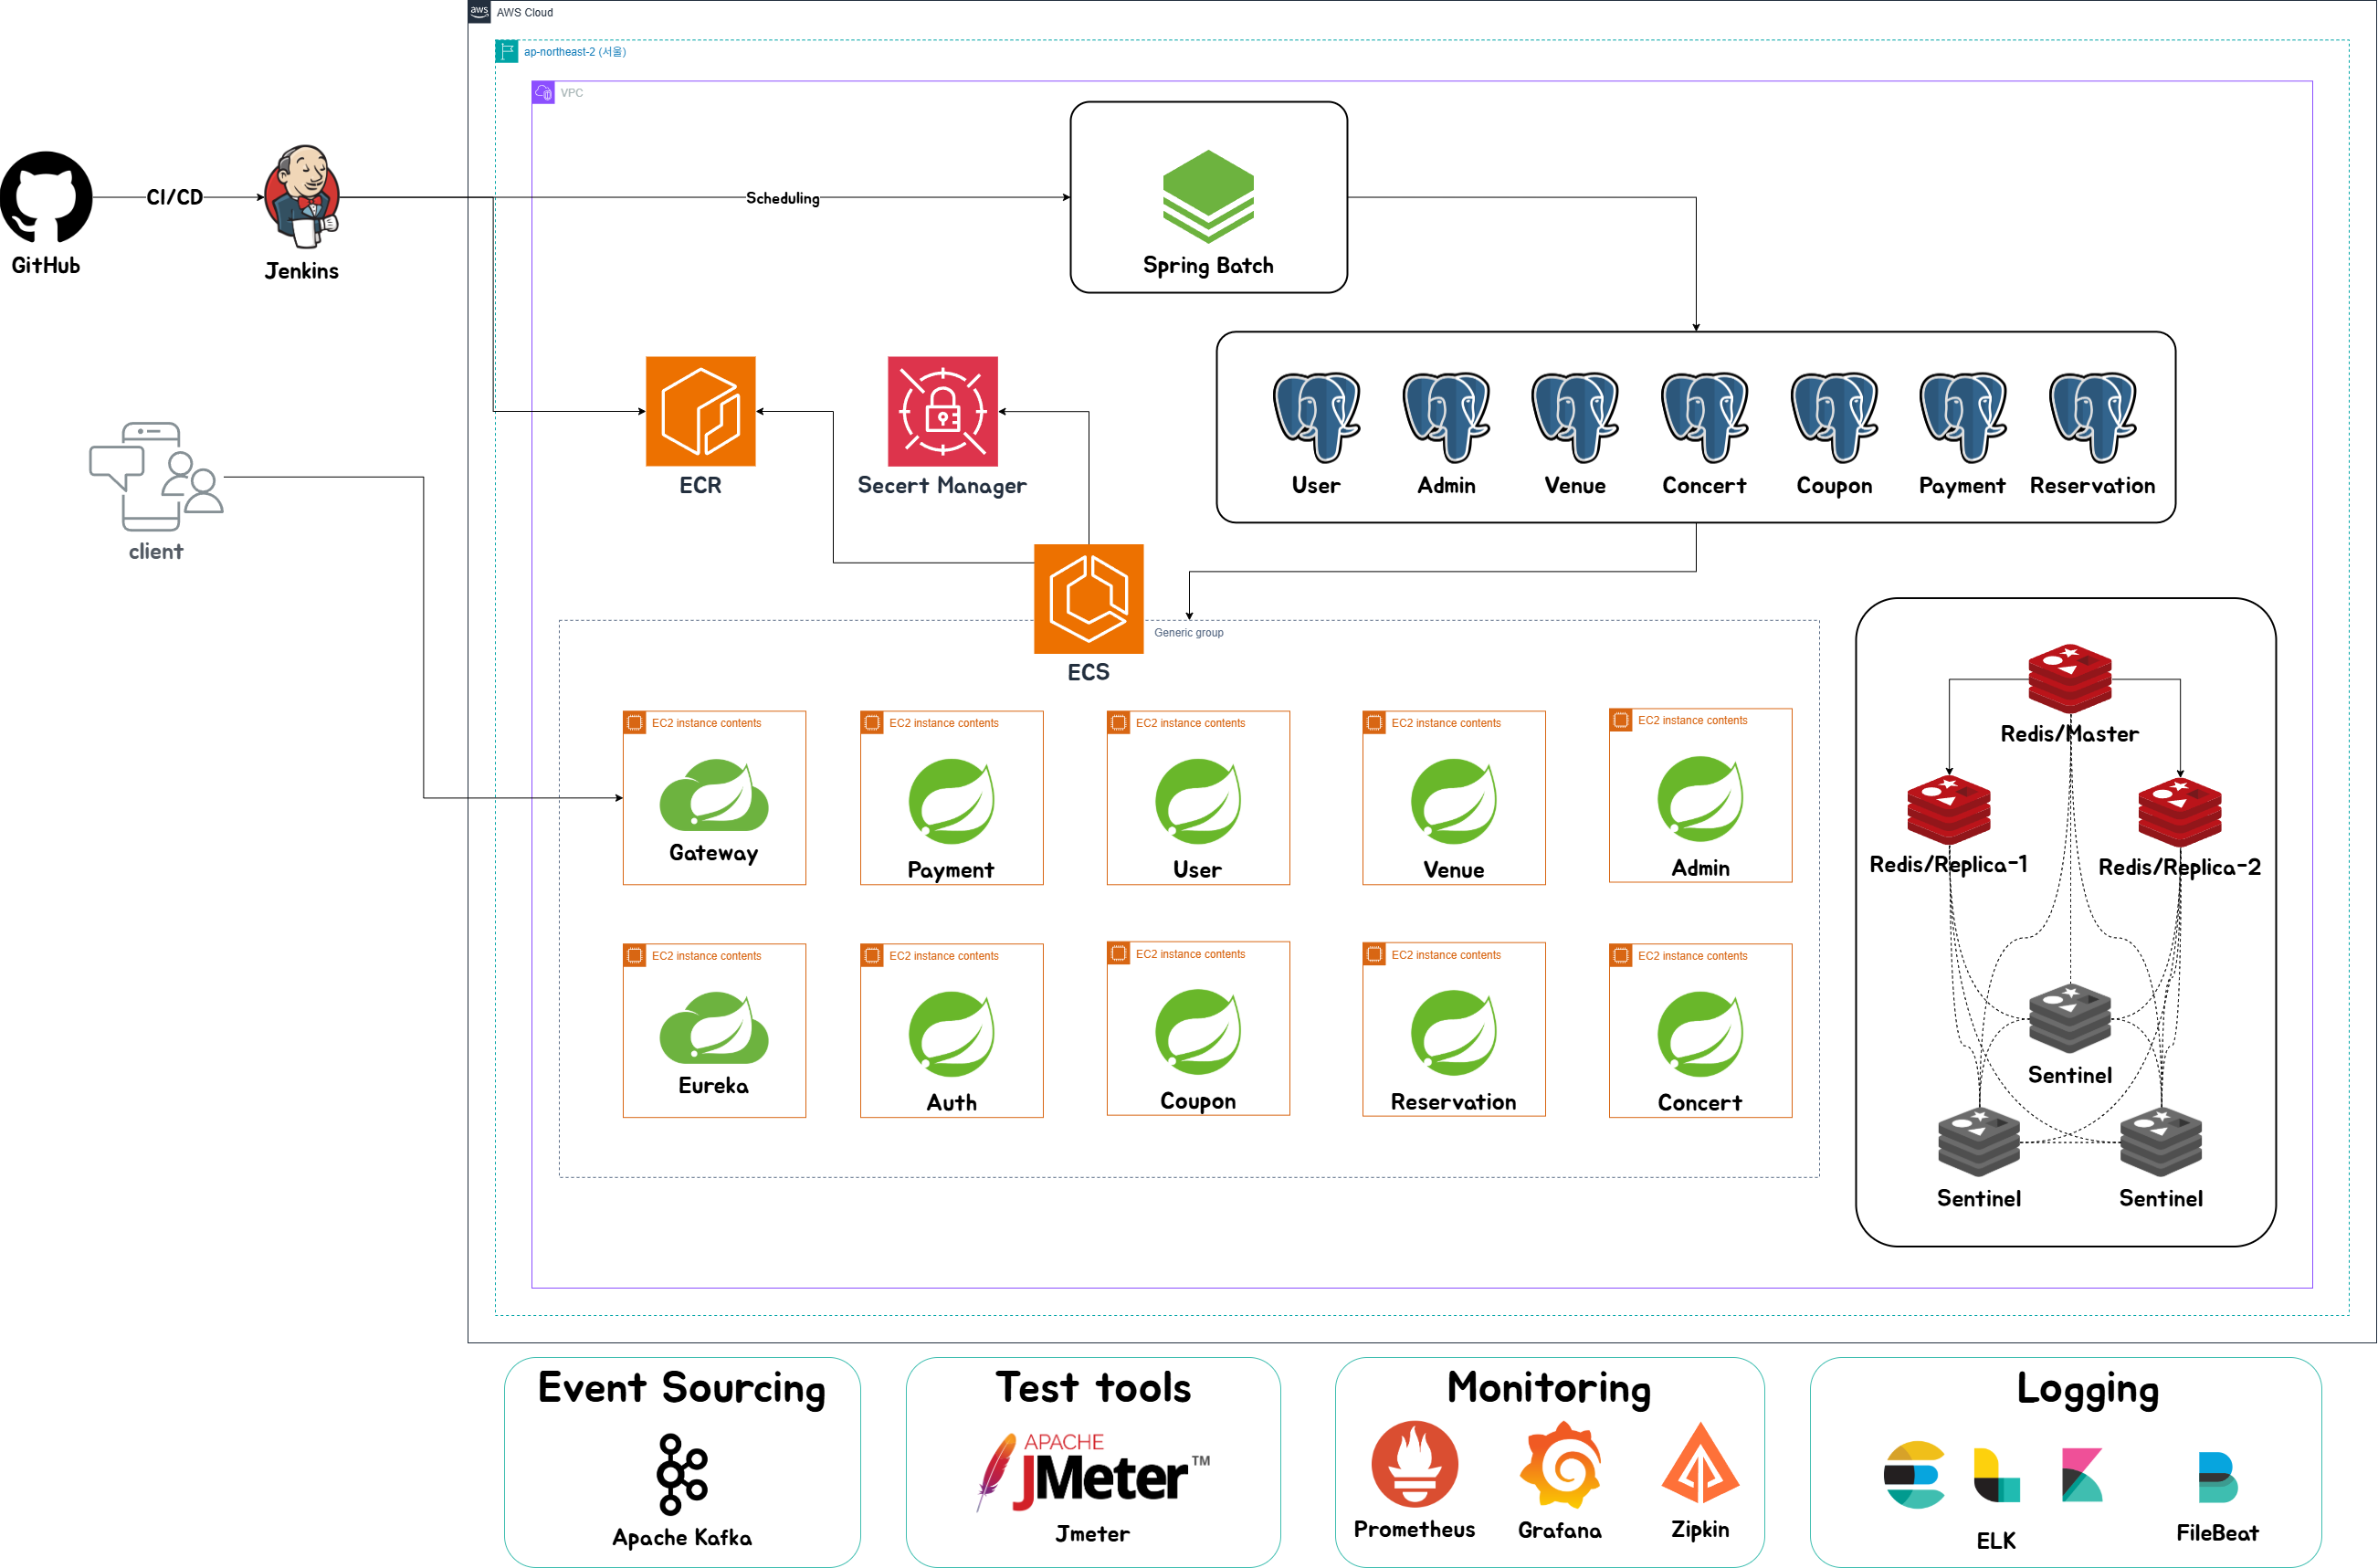 aws
AWS Cloud
ap-northeast-2 (서울)
VPC
GitHub
CI/CD
Jenkins
Scheduling
Spring Batch
client
ECR
Secert Manager
User
Admin
Venue
Concert
Coupon
Payment
Reservation
ECS
Generic group
EC2 instance contents
Gateway
EC2 instance contents
Payment
EC2 instance contents
User
EC2 instance contents
Venue
EC2 instance contents
Admin
EC2 instance contents
Eureka
EC2 instance contents
Auth
EC2 instance contents
Coupon
EC2 instance contents
Reservation
EC2 instance contents
Concert
Redis/Master
Redis/Replica-1
Redis/Replica-2
Sentinel
Sentinel
Sentinel
Event Sourcing
Apache Kafka
Test tools
APACHE
JMeter™
Jmeter
Monitoring
Prometheus
Grafana
Zipkin
Logging
ELK
FileBeat